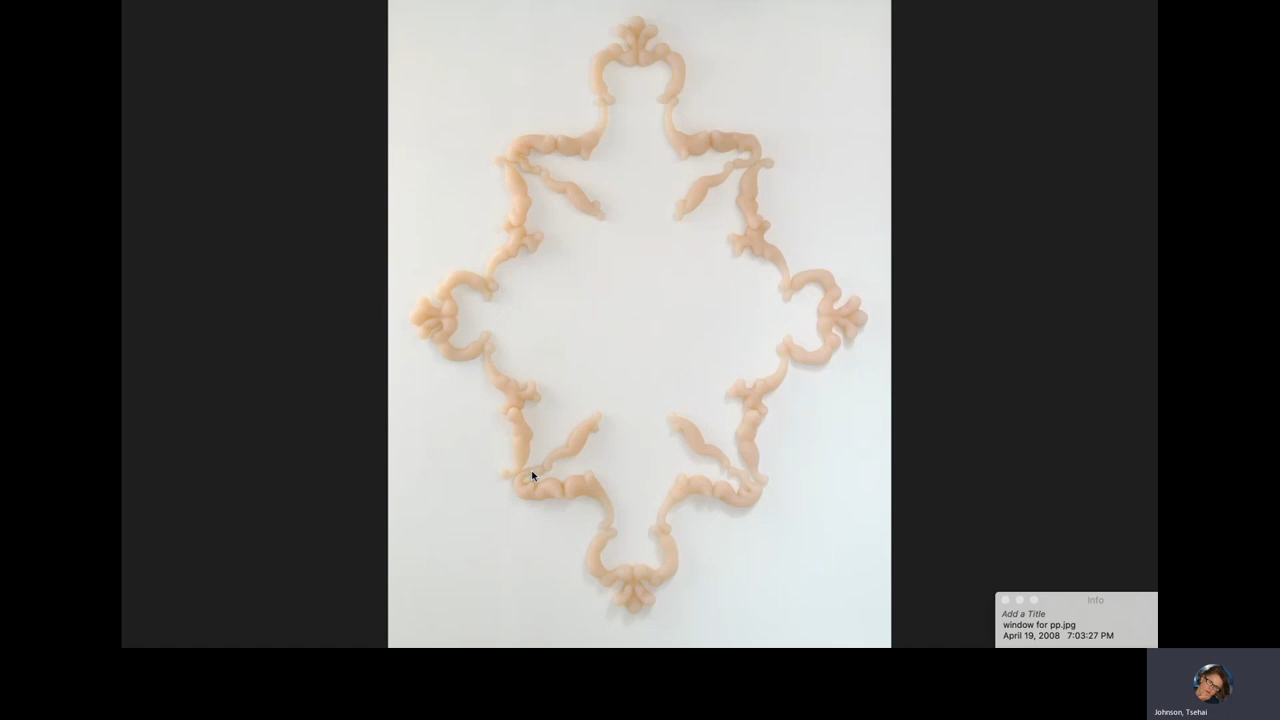 Info
Add a Title
window for pp.jpg
April 19, 2008 7:03:27 PM
Johnson, Tsehai